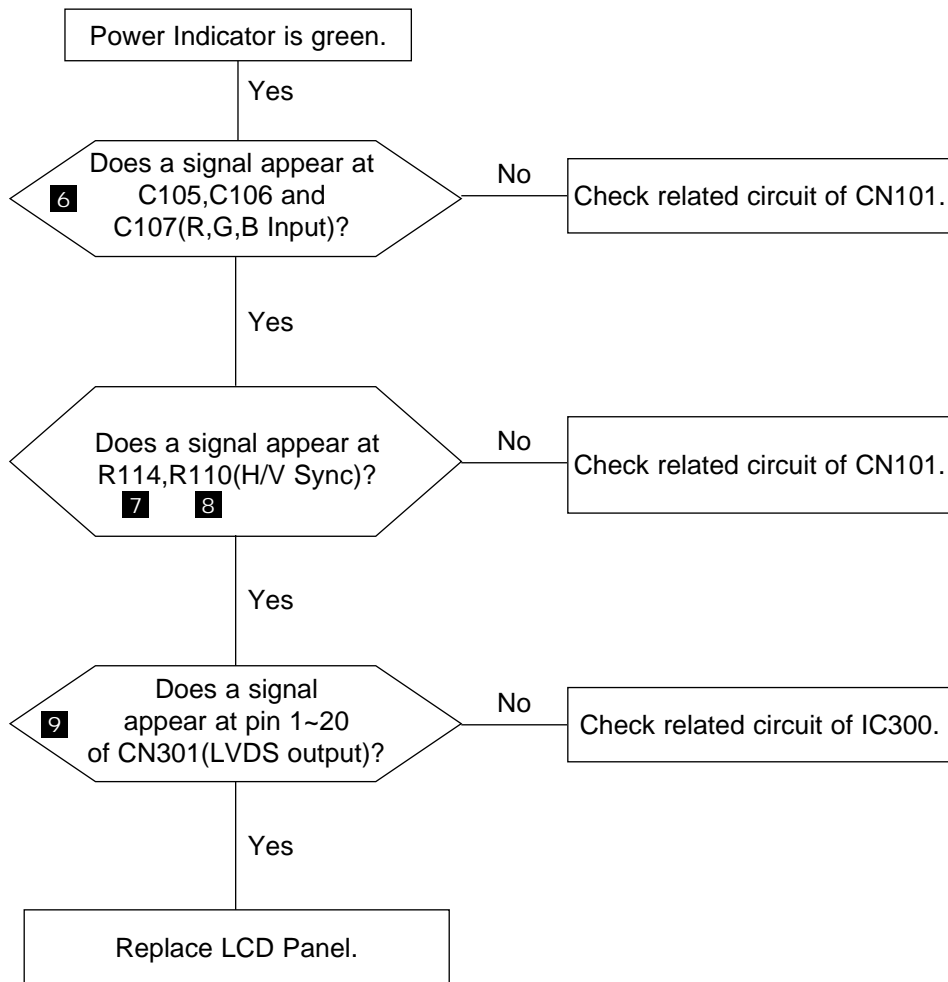 Power Indicator is green.
Yes
Does a signal appear at
C105,C106 and
C107(R,G,B Input)?
6
No
Check related circuit of CN101.
Yes
Does a signal appear at
R114,R110(H/V Sync)?
7 8
No
Check related circuit of CN101.
Yes
Does a signal
appear at pin 1~20
of CN301(LVDS output)?
9
No
Check related circuit of IC300.
Yes
Replace LCD Panel.